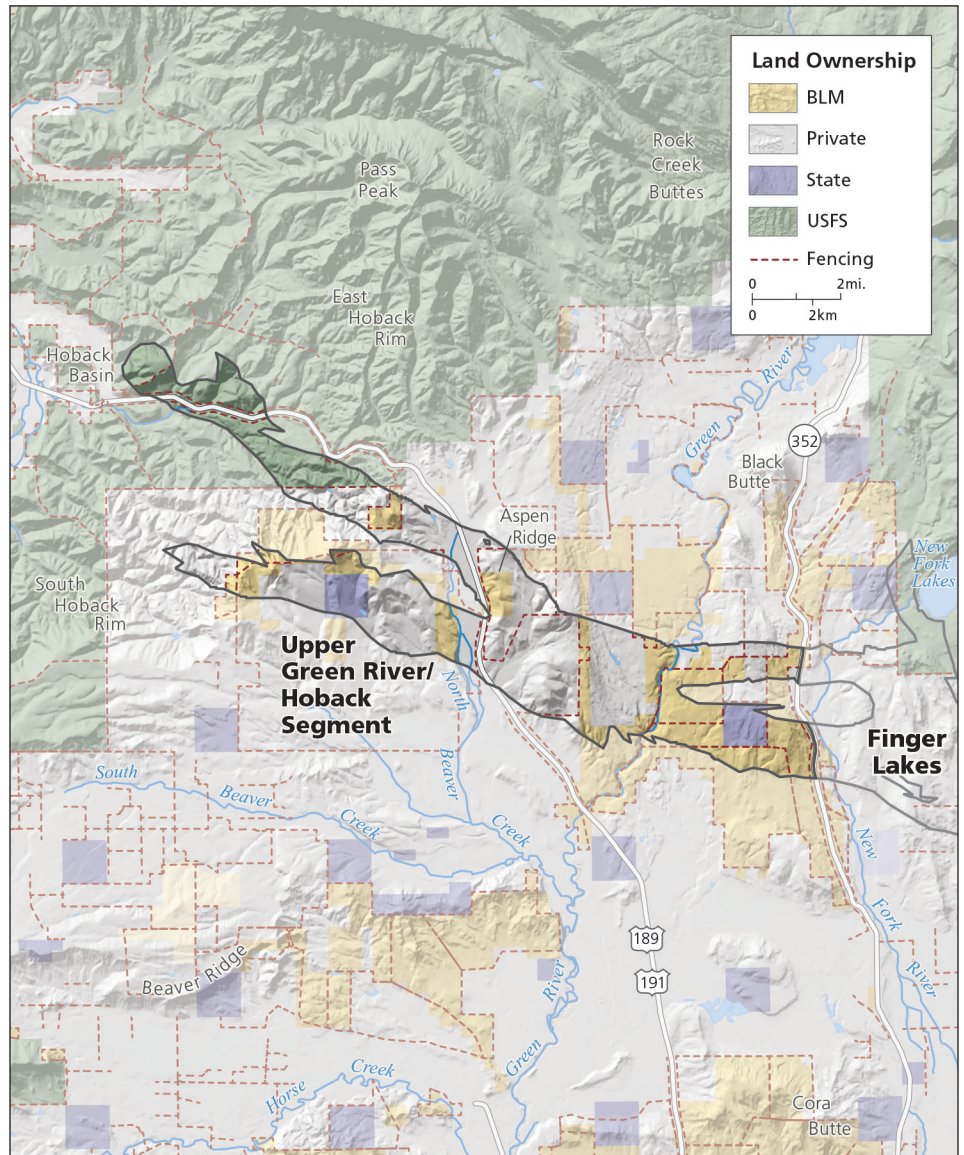 Land Ownership
BLM
Private
State
USFS
Fencing
0 2mi.
0 2km
Rock
Creek
Buttes
Pass
Peak
East
Hoback
Rim
Hoback
Basin
Green
River
352
Black
Butte
Aspen
Ridge
New
Fork
Lakes
South
Hoback
Rim
Upper
Green River/
Hoback
Segment
North
Beaver
Finger
Lakes
South
Beaver
Creek
Creek
New
Fork
River
189
191
Beaver Ridge
Green
River
Horse
Creek
Cora
Butte